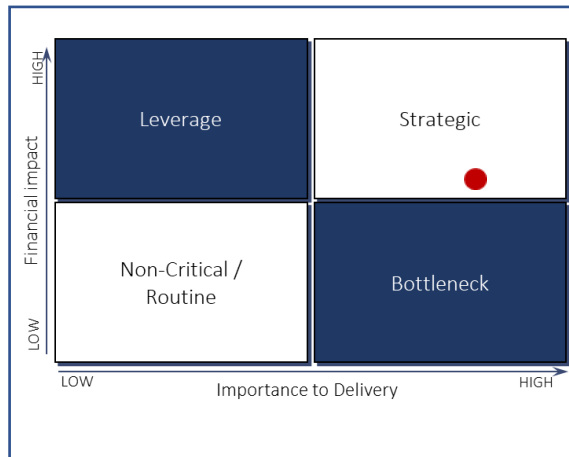 HIGH
Leverage
Strategic
Financial impact
Non-Critical /
Routine
Bottleneck
LOW
LOW
Importance to Delivery
HIGH